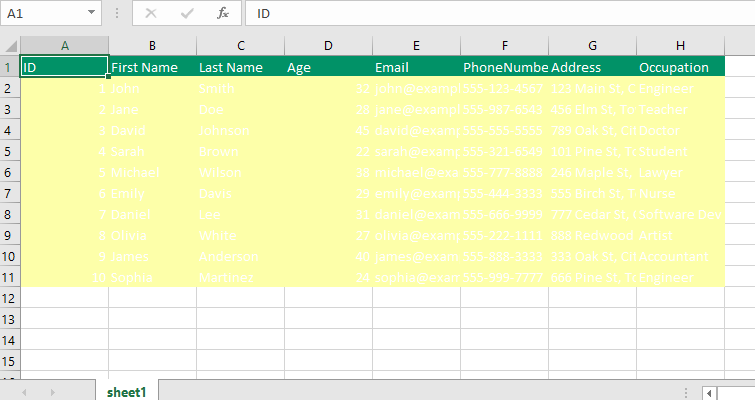 A1 ID
A B C D E F G H
1 ID First Name Last Name Age Email PhoneNumbe Address Occupation
2 1 John Smith 32 john@examp 555-123-4567 123 Main St, C Engineer
3 2 Jane Doe 28 jane@exampl 555-987-6543 456 Elm St, To Teacher
4 3 David Johnson 45 david@exam 555-555-5555 789 Oak St, Cit Doctor
5 4 Sarah Brown 22 sarah@exam 101 Pine St, To Student
6 5 Michael Wilson 38 michael@exa 555-777-8888 246 Maple St, Lawyer
7 6 Emily Davis 29 emily@exam 555-444-3333 555 Birch St, T Nurse
8 7 Daniel Lee 31 daniel@exam 555-666-9999 777 Cedar St, Software Dev
9 8 Olivia White 27 olivia@exam 555-222-1111 888 Redwood Artist
10 9 James Anderson 40 james@exam 555-888-3333 333 Oak St, Cit Accountant
11 10 Sophia Martinez 24 sophia@exam 555-999-7777 666 Pine St, To Engineer
12
13
14
15
sheet1